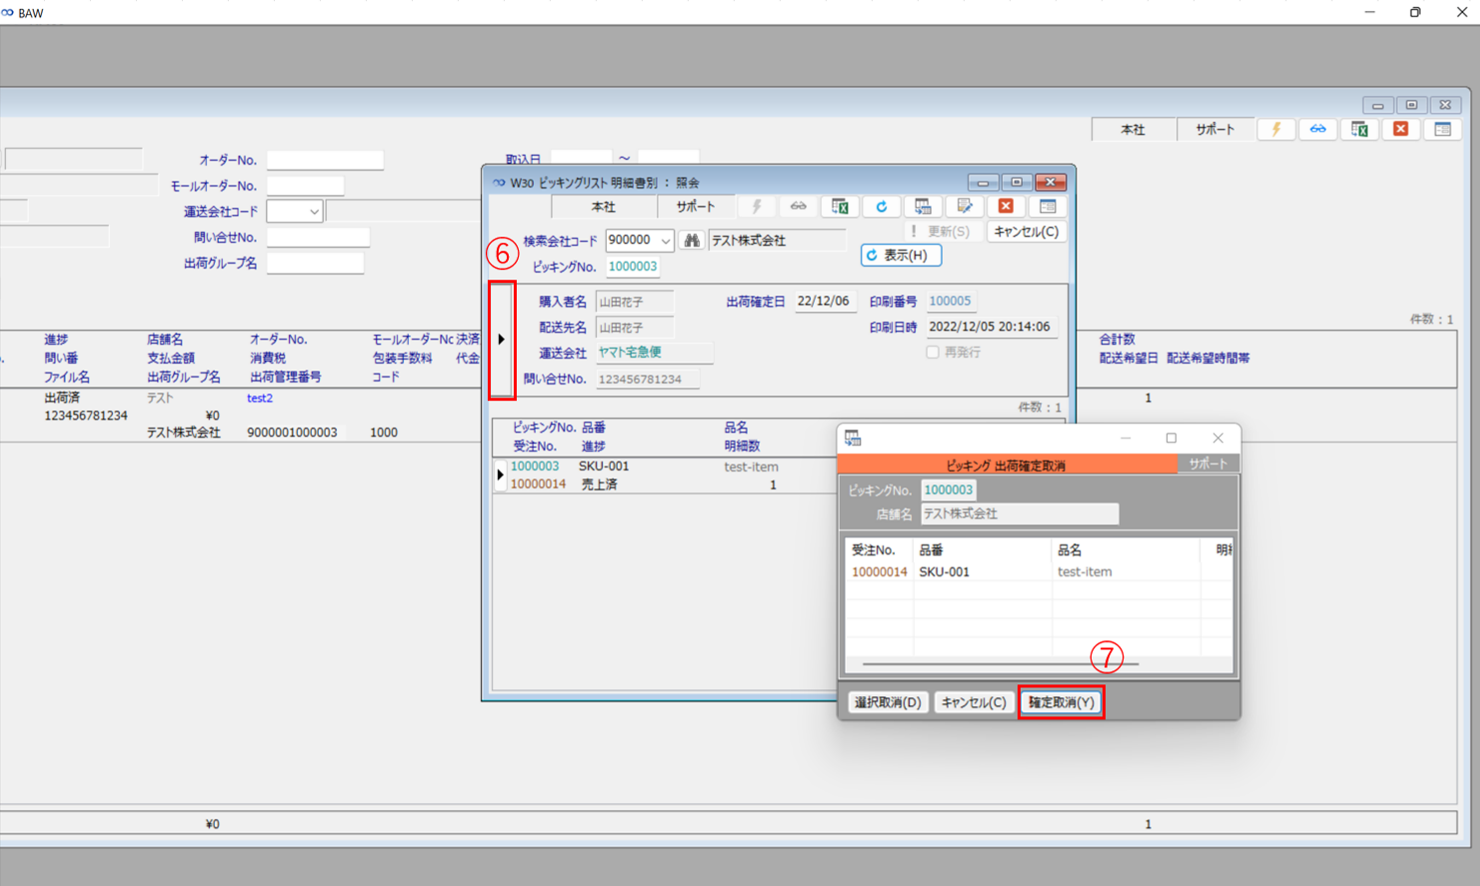 BAW
本社 サポート
オーダーNo.
取込日 ～
モールオーダーNo.
運送会社コード
問い合せNo.
出荷グループ名
W30 ピッキングリスト 明細書別 : 照会
本社 サポート
⑥
検索会社コード 900000 テスト株式会社
! 更新(S) キャンセル(C)
表示(H)
ピッキングNo. 1000003
購入者名 山田花子 出荷確定日 22/12/06 印刷番号 100005
配送先名 山田花子 印刷日時 2022/12/05 20:14:06
運送会社 ヤマト宅急便 再発行
問い合せNo. 123456781234
件数 : 1
ピッキングNo. 品番 品名
受注No. 進捗 明細数
1000003 SKU-001 test-item
10000014 売上済 1
件数 : 1
進捗 店舗名 オーダーNo. モールオーダーNc 決済 合計数
問い番 支払金額 消費税 包装手数料 代金 配送希望日 配送希望時間帯
ファイル名 出荷グループ名 出荷管理番号 コード
出荷済 テスト test2 1
123456781234 ¥0
テスト株式会社 9000001000003 1000
ピッキング 出荷確定取消 サポート
ピッキングNo. 1000003
店舗名 テスト株式会社
受注No. 品番 品名 明
10000014 SKU-001 test-item
⑦
選択取消(D) キャンセル(C) 確定取消(Y)
¥0 1